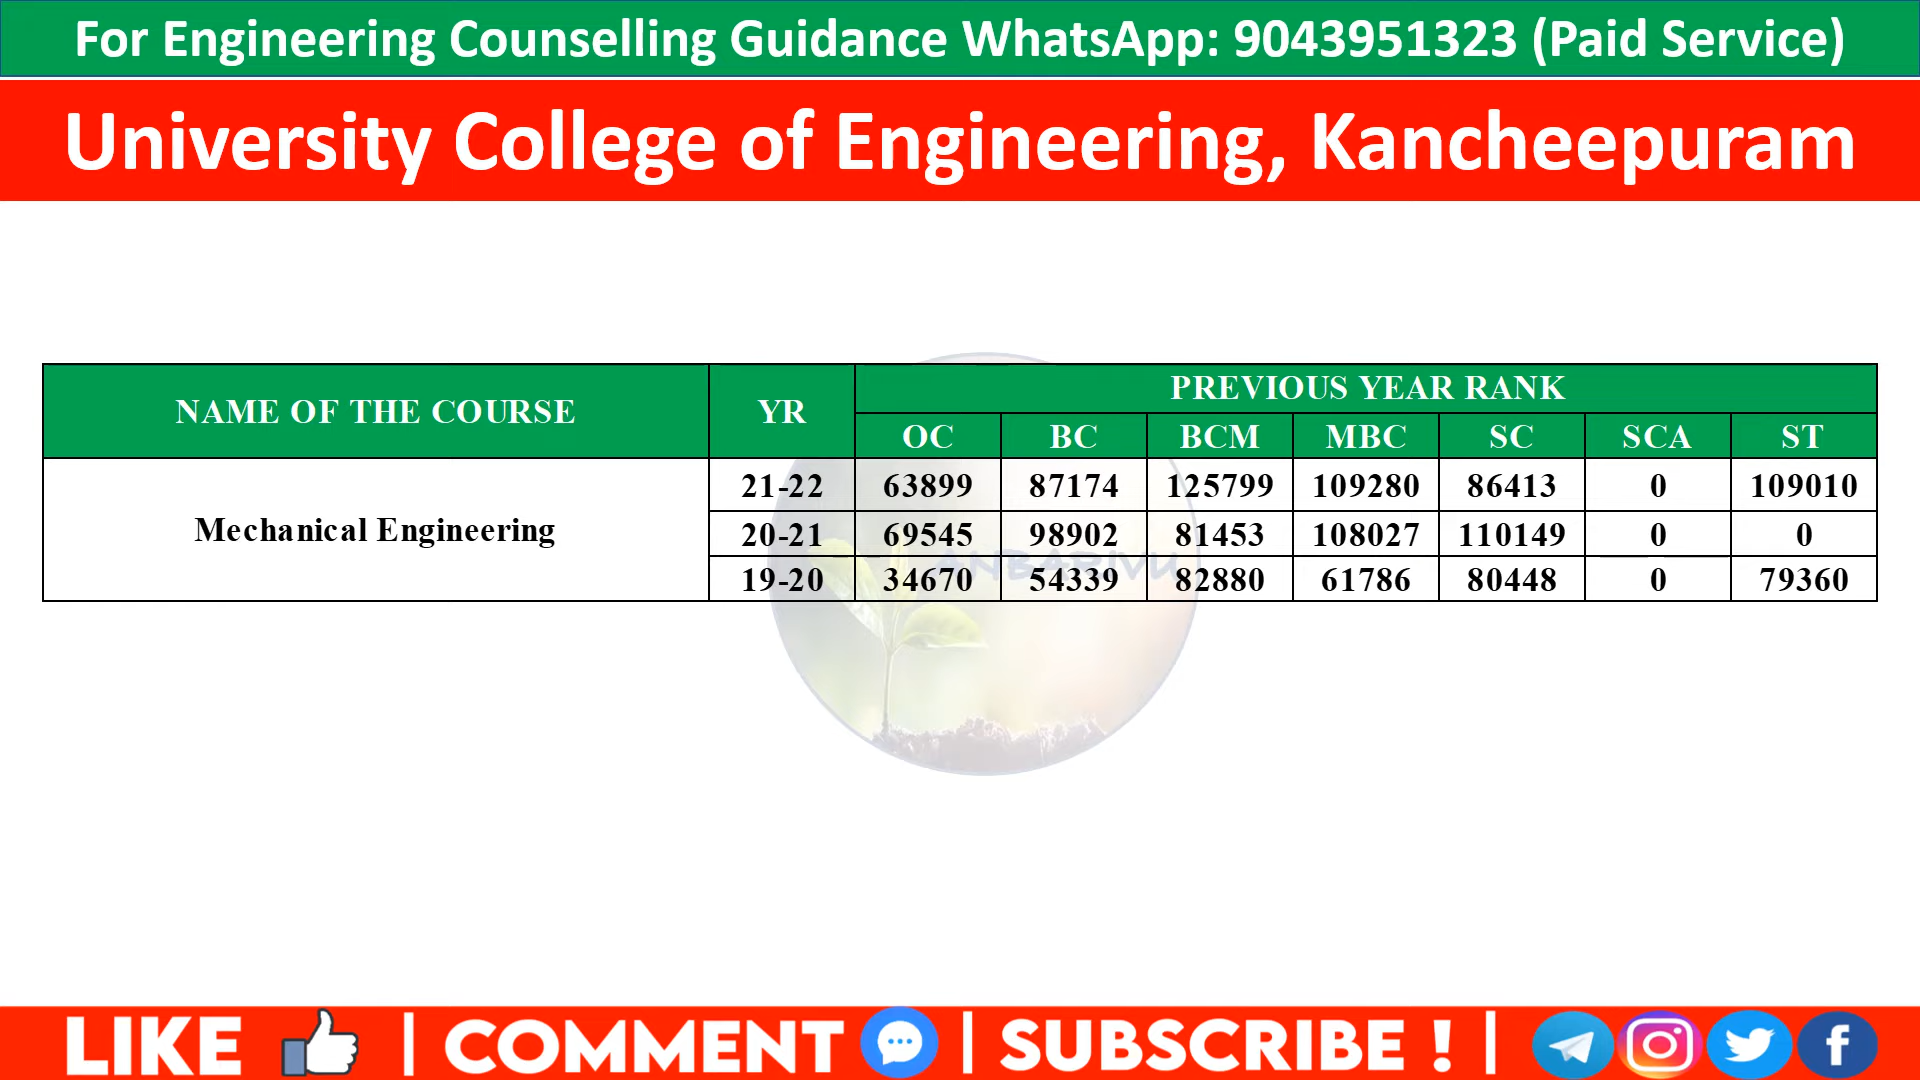 For Engineering Counselling Guidance WhatsApp: 9043951323 (Paid Service)
University College of Engineering, Kancheepuram
NAME OF THE COURSE YR PREVIOUS YEAR RANK
OC BC BCM MBC SC SCA ST
Mechanical Engineering
21-22 63899 87174 125799 109280 86413 0 109010
20-21 69545 98902 81453 108027 110149 0 0
19-20 34670 54339 82880 61786 80448 0 79360
ANBARIVU
LIKE | COMMENT | SUBSCRIBE ! |